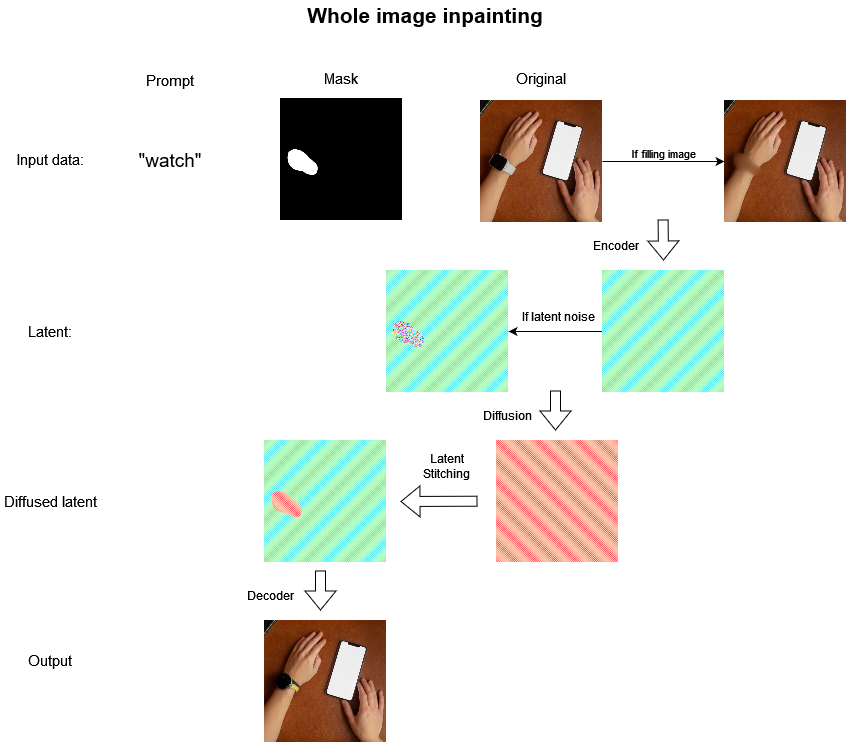 Whole image inpainting
Prompt
Mask
Original
Input data:
"watch"
If filling image
Encoder
Latent:
If latent noise
Diffusion
Diffused latent
Latent
Stitching
Decoder
Output